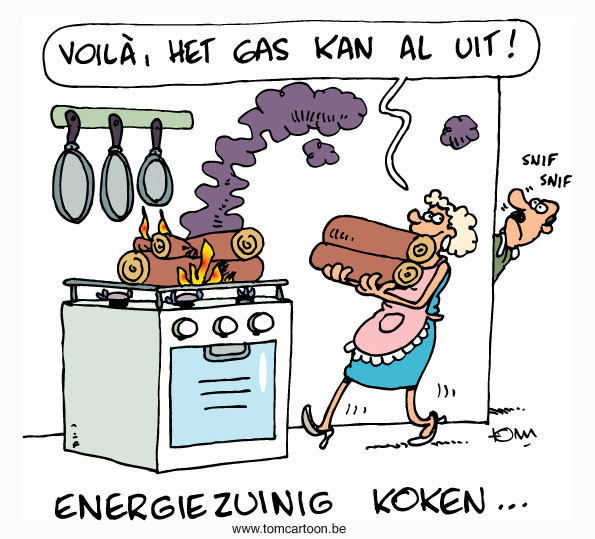 VOILÀ, HET GAS KAN AL UIT!
SNIF
SNIF
TOM
ENERGIEZUINIG KOKEN...
www.tomcartoon.be